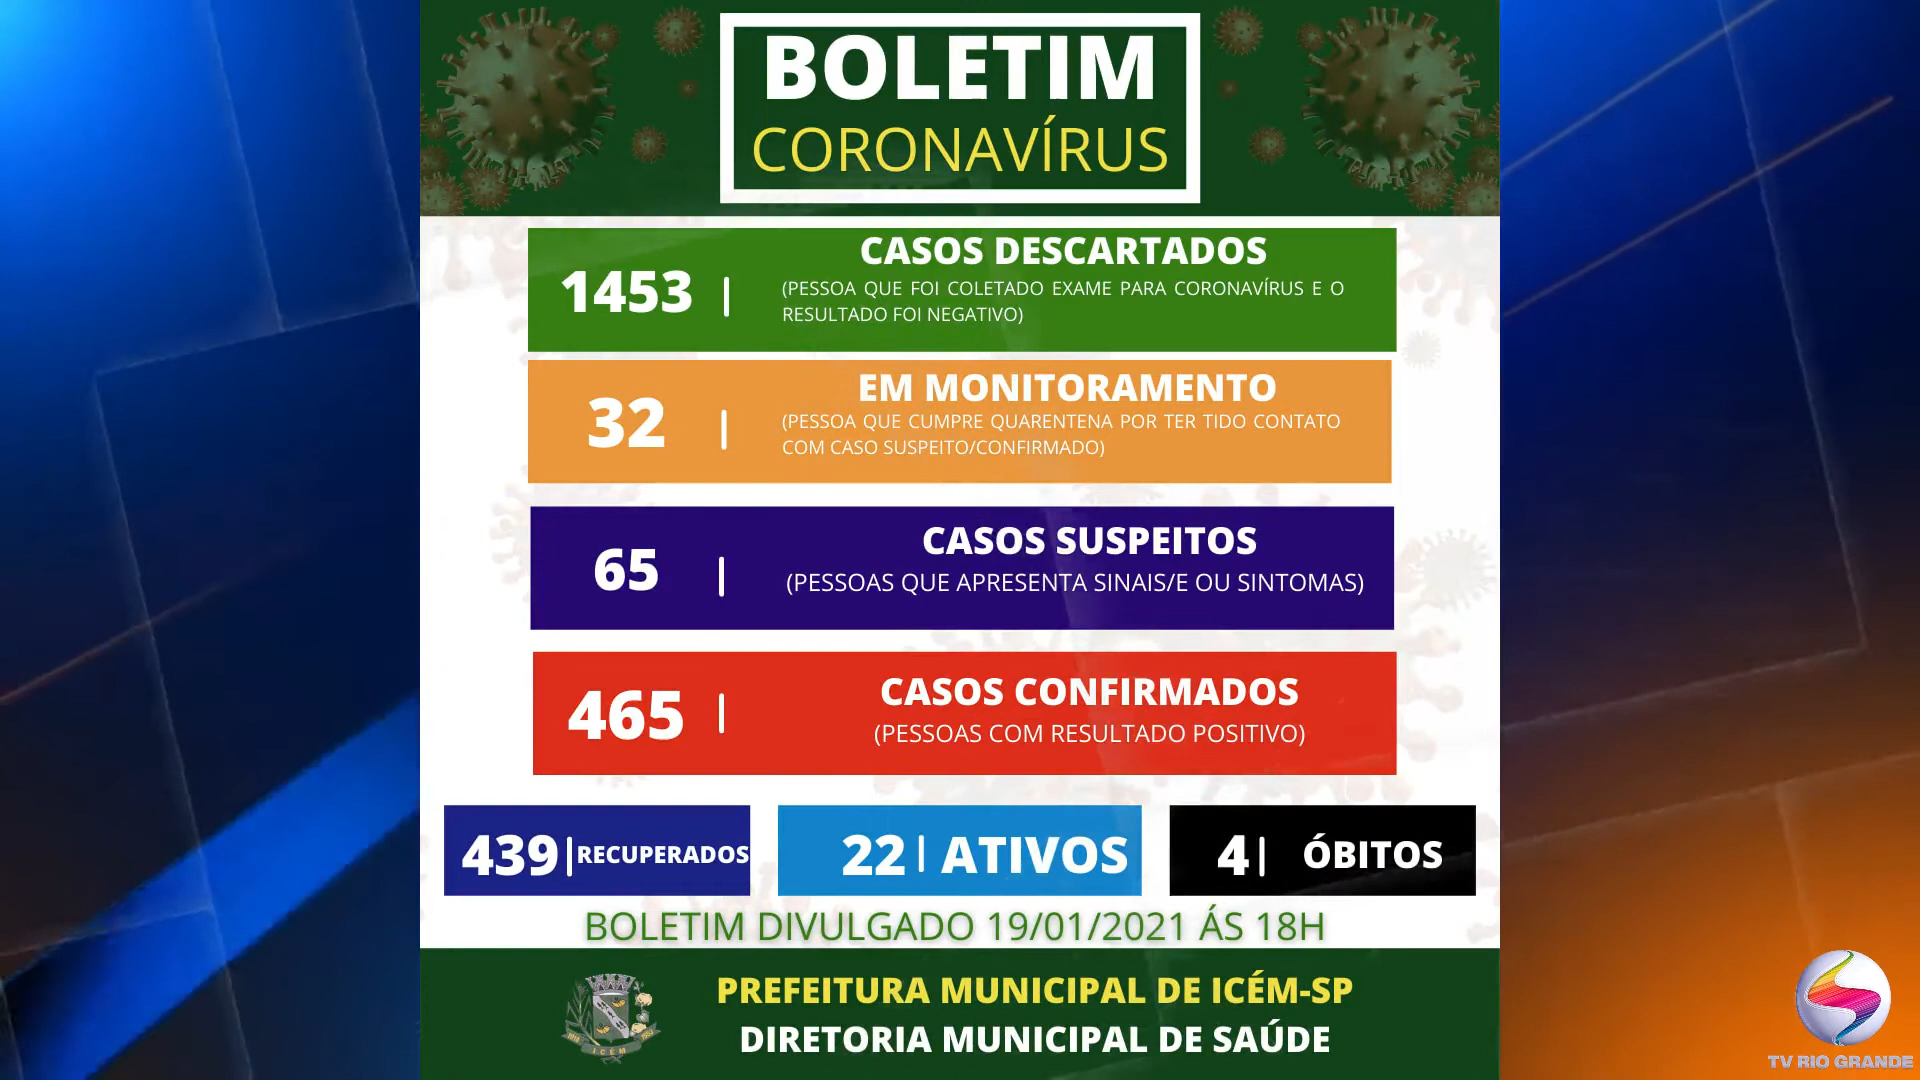 BOLETIM
CORONAVÍRUS
1453 | CASOS DESCARTADOS
(PESSOA QUE FOI COLETADO EXAME PARA CORONAVÍRUS E O
RESULTADO FOI NEGATIVO)
32 | EM MONITORAMENTO
(PESSOA QUE CUMPRE QUARENTENA POR TER TIDO CONTATO
COM CASO SUSPEITO/CONFIRMADO)
65 | CASOS SUSPEITOS
(PESSOAS QUE APRESENTA SINAIS/E OU SINTOMAS)
465 | CASOS CONFIRMADOS
(PESSOAS COM RESULTADO POSITIVO)
439 | RECUPERADOS
22 | ATIVOS
4 | ÓBITOS
BOLETIM DIVULGADO 19/01/2021 ÁS 18H
PREFEITURA MUNICIPAL DE ICÉM-SP
DIRETORIA MUNICIPAL DE SAÚDE
ICÉM
TV RIO GRANDE